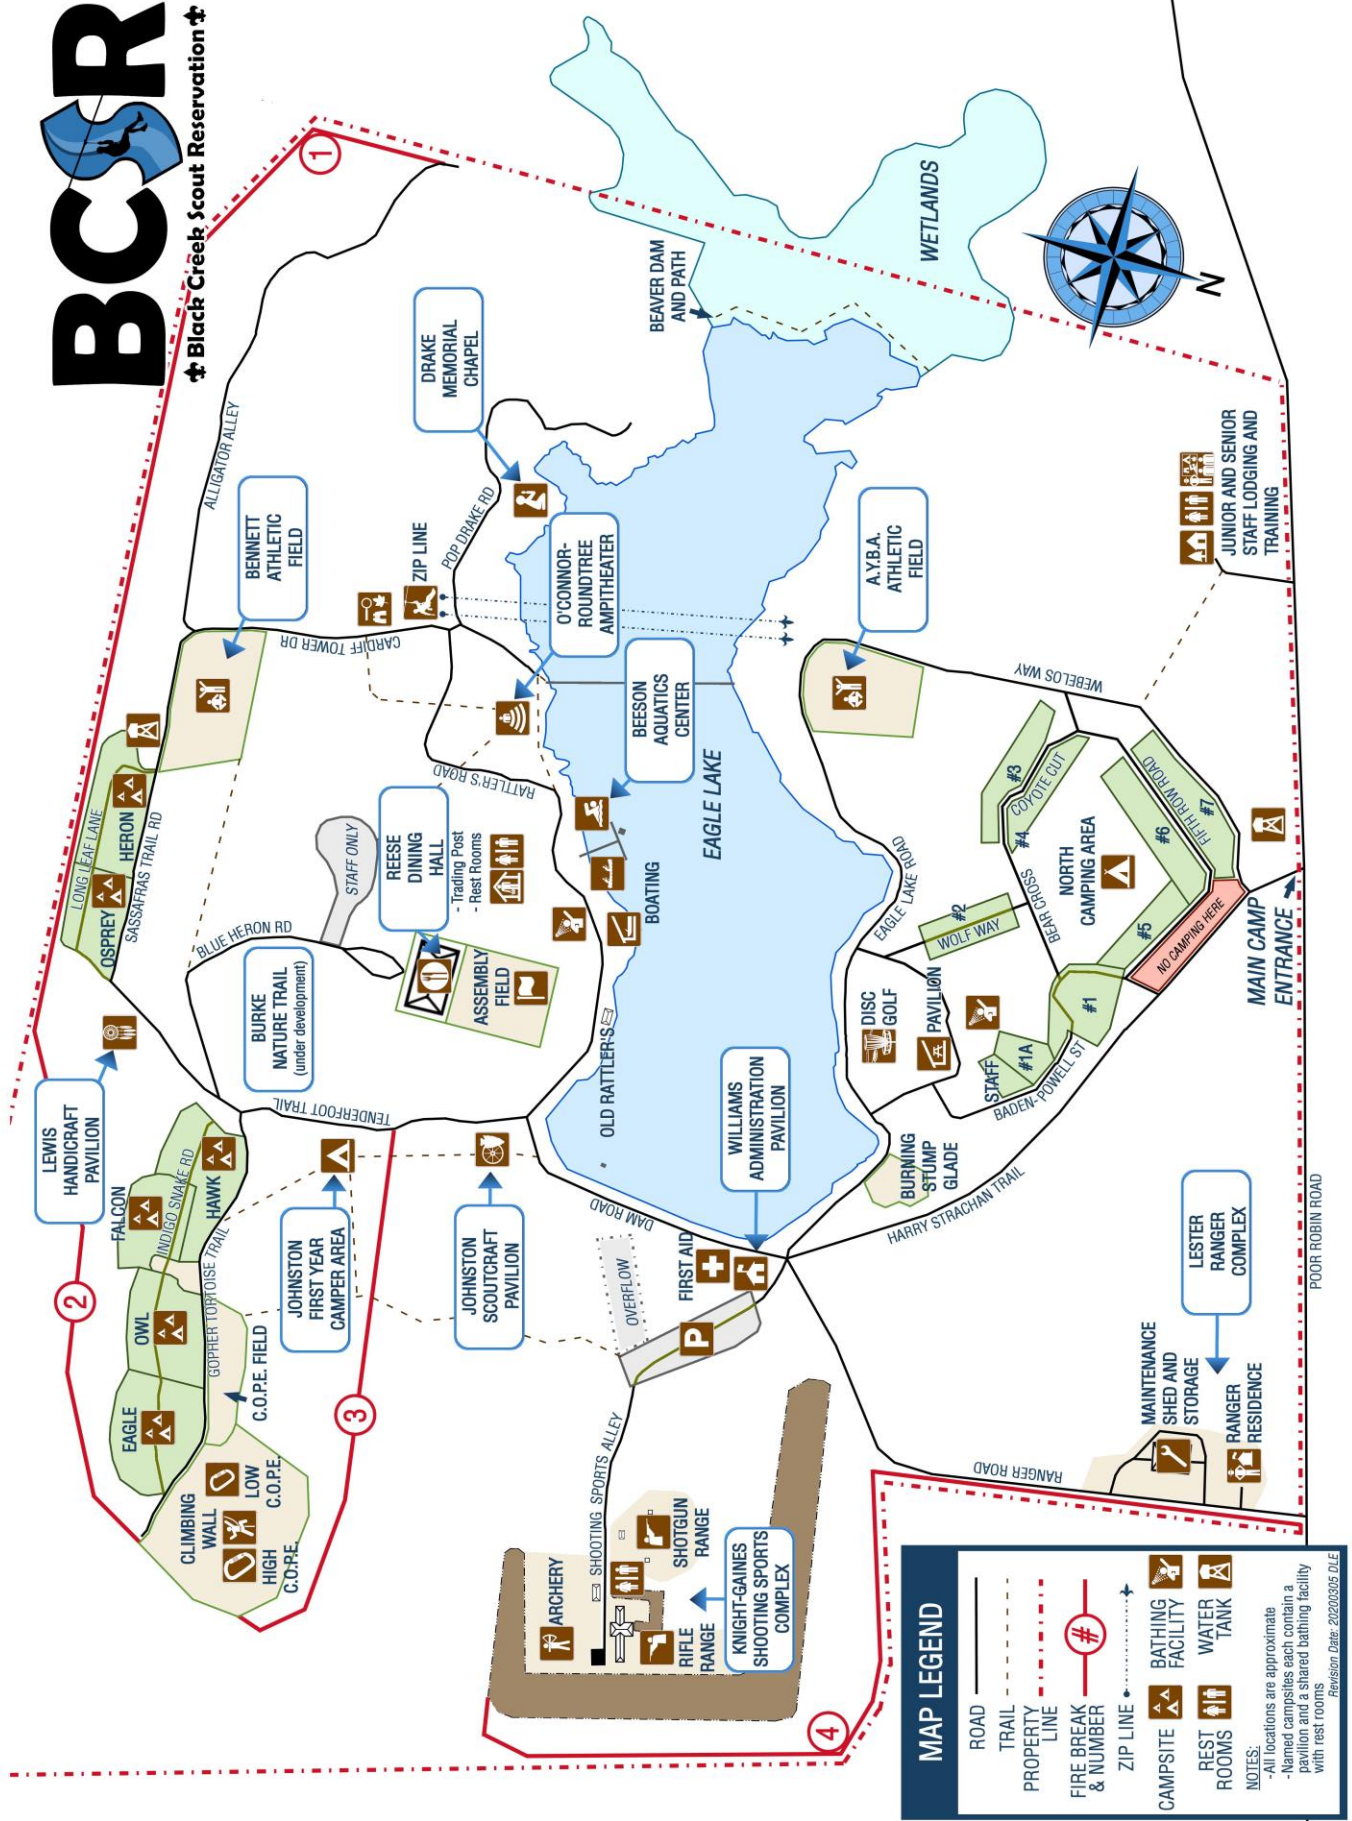 BCSR
Black Creek Scout Reservation
1
ALLIGATOR ALLEY
BENNETT
ATHLETIC
FIELD
DRAKE
MEMORIAL
CHAPEL
BEAVER DAM
AND PATH
WETLANDS
N
ZIP LINE
POP DRAKE RD
CARDIFF TOWER DR
O'CONNOR-
ROUNDTREE
AMPITHEATER
BEESON
AQUATICS
CENTER
A.Y.B.A.
ATHLETIC
FIELD
JUNIOR AND SENIOR
STAFF LODGING AND
TRAINING
WEBELOS WAY
LONG LEAF LANE
HERON
OSPREY
SASSAFRAS TRAIL RD
BLUE HERON RD
STAFF ONLY
RATTLER'S ROAD
REESE
DINING
HALL
- Trading Post
- Rest Rooms
ASSEMBLY
FIELD
BOATING
EAGLE LAKE
OLD RATTLER'S
EAGLE LAKE ROAD
#3
COYOTE CUT
#4
BEAR CROSS
NORTH
CAMPING AREA
#6
FIFTH ROW ROAD
#7
#2
WOLF WAY
#5
NO CAMPING HERE
MAIN CAMP
ENTRANCE
DISC
GOLF
PAVILION
STAFF
#1A
#1
BADEN-POWELL ST
BURNING
STUMP
GLADE
HARRY STRACHAN TRAIL
BURKE
NATURE TRAIL
(under development)
TENDERFOOT TRAIL
LEWIS
HANDICRAFT
PAVILION
2
FALCON
INDIGO SNAKE RD
HAWK
OWL
EAGLE
GOPHER TORTOISE TRAIL
C.O.P.E. FIELD
CLIMBING
WALL
LOW
C.O.P.E.
HIGH
C.O.P.E.
3
JOHNSTON
FIRST YEAR
CAMPER AREA
JOHNSTON
SCOUTCRAFT
PAVILION
DAM ROAD
WILLIAMS
ADMINISTRATION
PAVILION
FIRST AID
OVERFLOW
P
SHOOTING SPORTS ALLEY
ARCHERY
SHOTGUN
RANGE
RIFLE
RANGE
KNIGHT-GAINES
SHOOTING SPORTS
COMPLEX
4
RANGER ROAD
LESTER
RANGER
COMPLEX
MAINTENANCE
SHED AND
STORAGE
RANGER
RESIDENCE
POOR ROBIN ROAD
MAP LEGEND
ROAD
TRAIL
PROPERTY
LINE
FIRE BREAK
& NUMBER
#
ZIP LINE
CAMPSITE
BATHING
FACILITY
REST
ROOMS
WATER
TANK
NOTES:
- All locations are approximate
- Named campsites each contain a
pavilion and a shared bathing facility
with rest rooms
Revision Date: 20200305 DLE